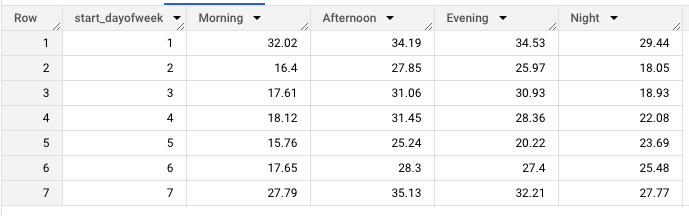 Row start_dayofweek Morning Afternoon Evening Night
1 1 32.02 34.19 34.53 29.44
2 2 16.4 27.85 25.97 18.05
3 3 17.61 31.06 30.93 18.93
4 4 18.12 31.45 28.36 22.08
5 5 15.76 25.24 20.22 23.69
6 6 17.65 28.3 27.4 25.48
7 7 27.79 35.13 32.21 27.77